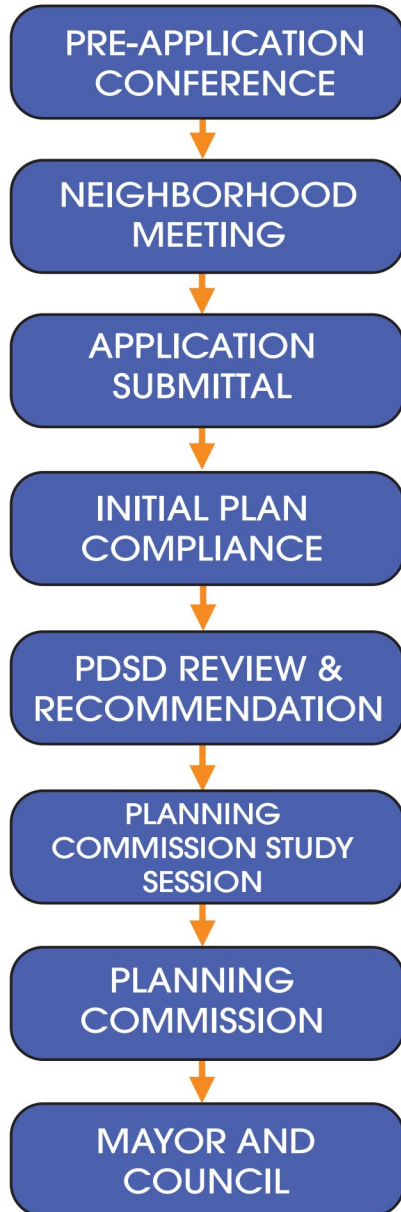 PRE-APPLICATION
CONFERENCE
NEIGHBORHOOD
MEETING
APPLICATION
SUBMITTAL
INITIAL PLAN
COMPLIANCE
PDSD REVIEW &
RECOMMENDATION
PLANNING
COMMISSION STUDY
SESSION
PLANNING
COMMISSION
MAYOR AND
COUNCIL